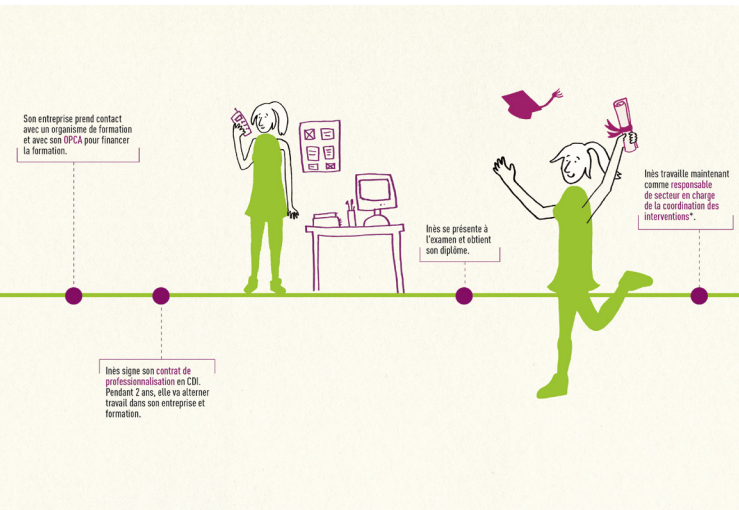 Son entreprise prend contact
avec un organisme de formation
et avec son OPCA pour financer
la formation.
Inès signe son contrat de
professionnalisation en CDI.
Pendant 2 ans, elle va alterner
travail dans son entreprise et
formation.
Inès se présente à
l'examen et obtient
son diplôme.
Inès travaille maintenant
comme responsable
de secteur en charge
de la coordination des
interventions*.